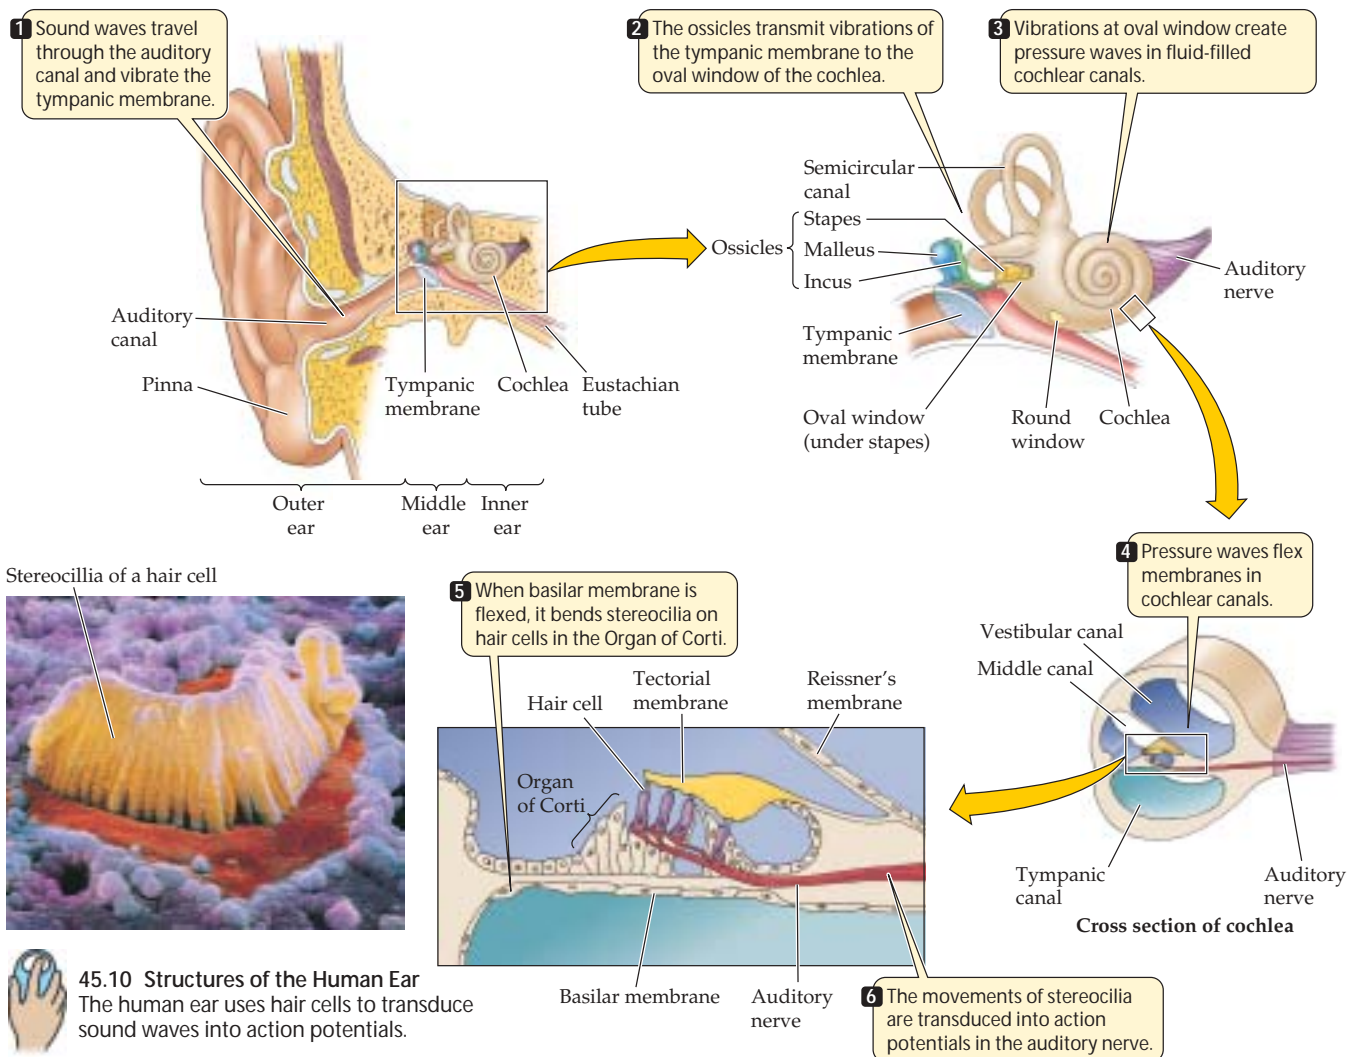 1 Sound waves travel
through the auditory
canal and vibrate the
tympanic membrane.
2 The ossicles transmit vibrations of
the tympanic membrane to the
oval window of the cochlea.
3 Vibrations at oval window create
pressure waves in fluid-filled
cochlear canals.
Auditory
canal
Pinna
Tympanic
membrane
Cochlea
Eustachian
tube
Outer
ear
Middle
ear
Inner
ear
Semicircular
canal
Ossicles
Stapes
Malleus
Incus
Tympanic
membrane
Oval window
(under stapes)
Round
window
Cochlea
Auditory
nerve
Stereocillia of a hair cell
5 When basilar membrane is
flexed, it bends stereocilia on
hair cells in the Organ of Corti.
4 Pressure waves flex
membranes in
cochlear canals.
Hair cell
Tectorial
membrane
Reissner's
membrane
Organ
of Corti
Basilar membrane
Auditory
nerve
Vestibular canal
Middle canal
Tympanic
canal
Auditory
nerve
Cross section of cochlea
6 The movements of stereocilia
are transduced into action
potentials in the auditory nerve.
45.10 Structures of the Human Ear
The human ear uses hair cells to transduce
sound waves into action potentials.